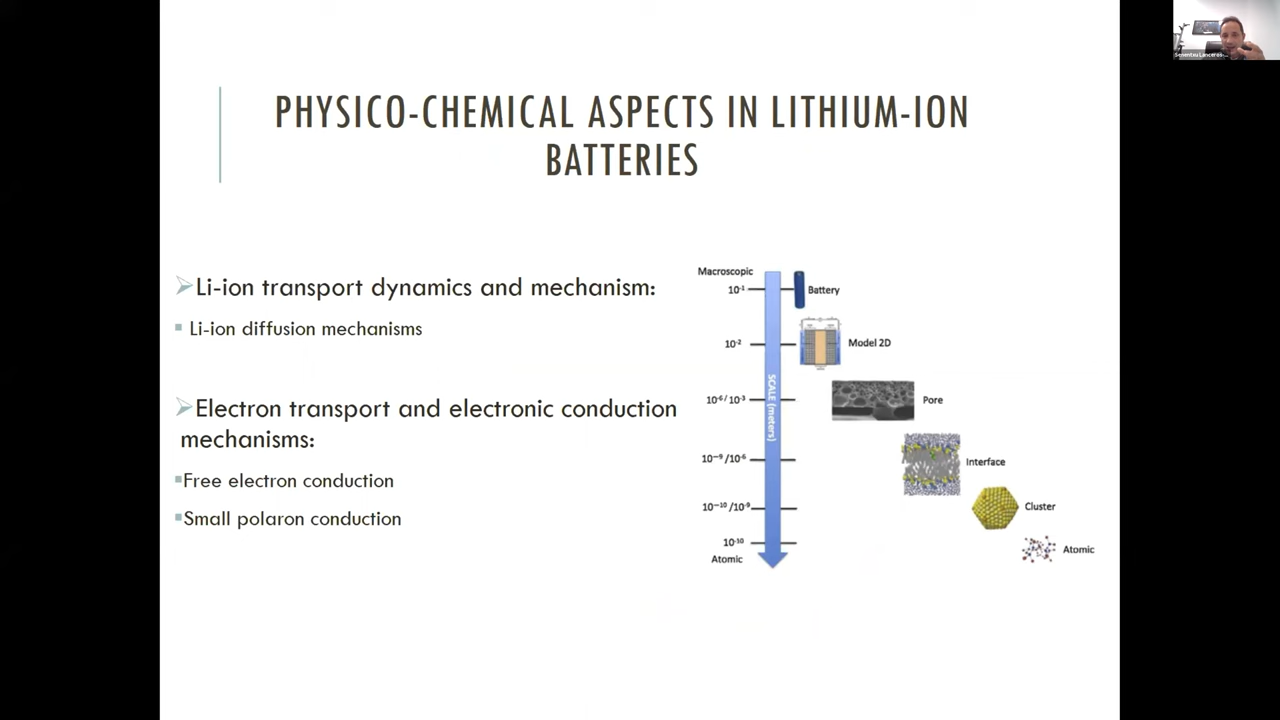 PHYSICO-CHEMICAL ASPECTS IN LITHIUM-ION
BATTERIES
Li-ion transport dynamics and mechanism:
Li-ion diffusion mechanisms
Electron transport and electronic conduction
mechanisms:
Free electron conduction
Small polaron conduction
Macroscopic
10⁻¹
Battery
10⁻²
Model 2D
10⁻⁶/10⁻³
Pore
SCALE (meters)
10⁻⁹/10⁻⁶
Interface
10⁻¹⁰/10⁻⁹
Cluster
10⁻¹⁰
Atomic
Atomic
Senentxu Lanceros-